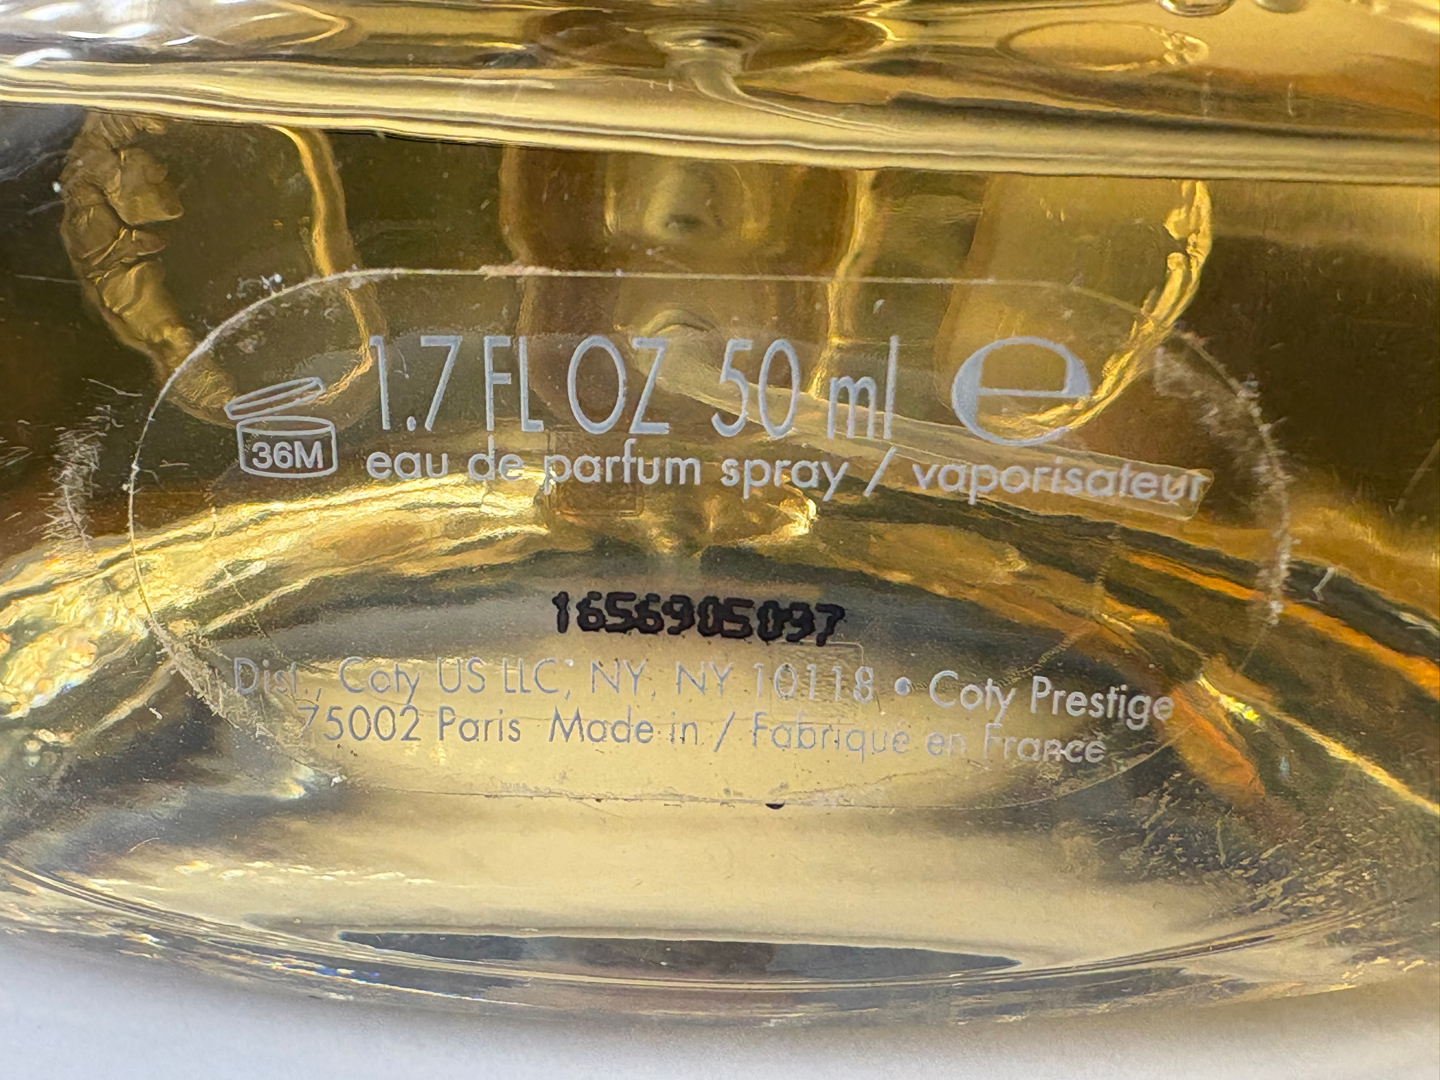 1.7 FL OZ 50 ml e
36M
eau de parfum spray / vaporisateur
1656905097
Dist., Coty US LLC, NY, NY 10118 • Coty Prestige
75002 Paris Made in / Fabriqué en France